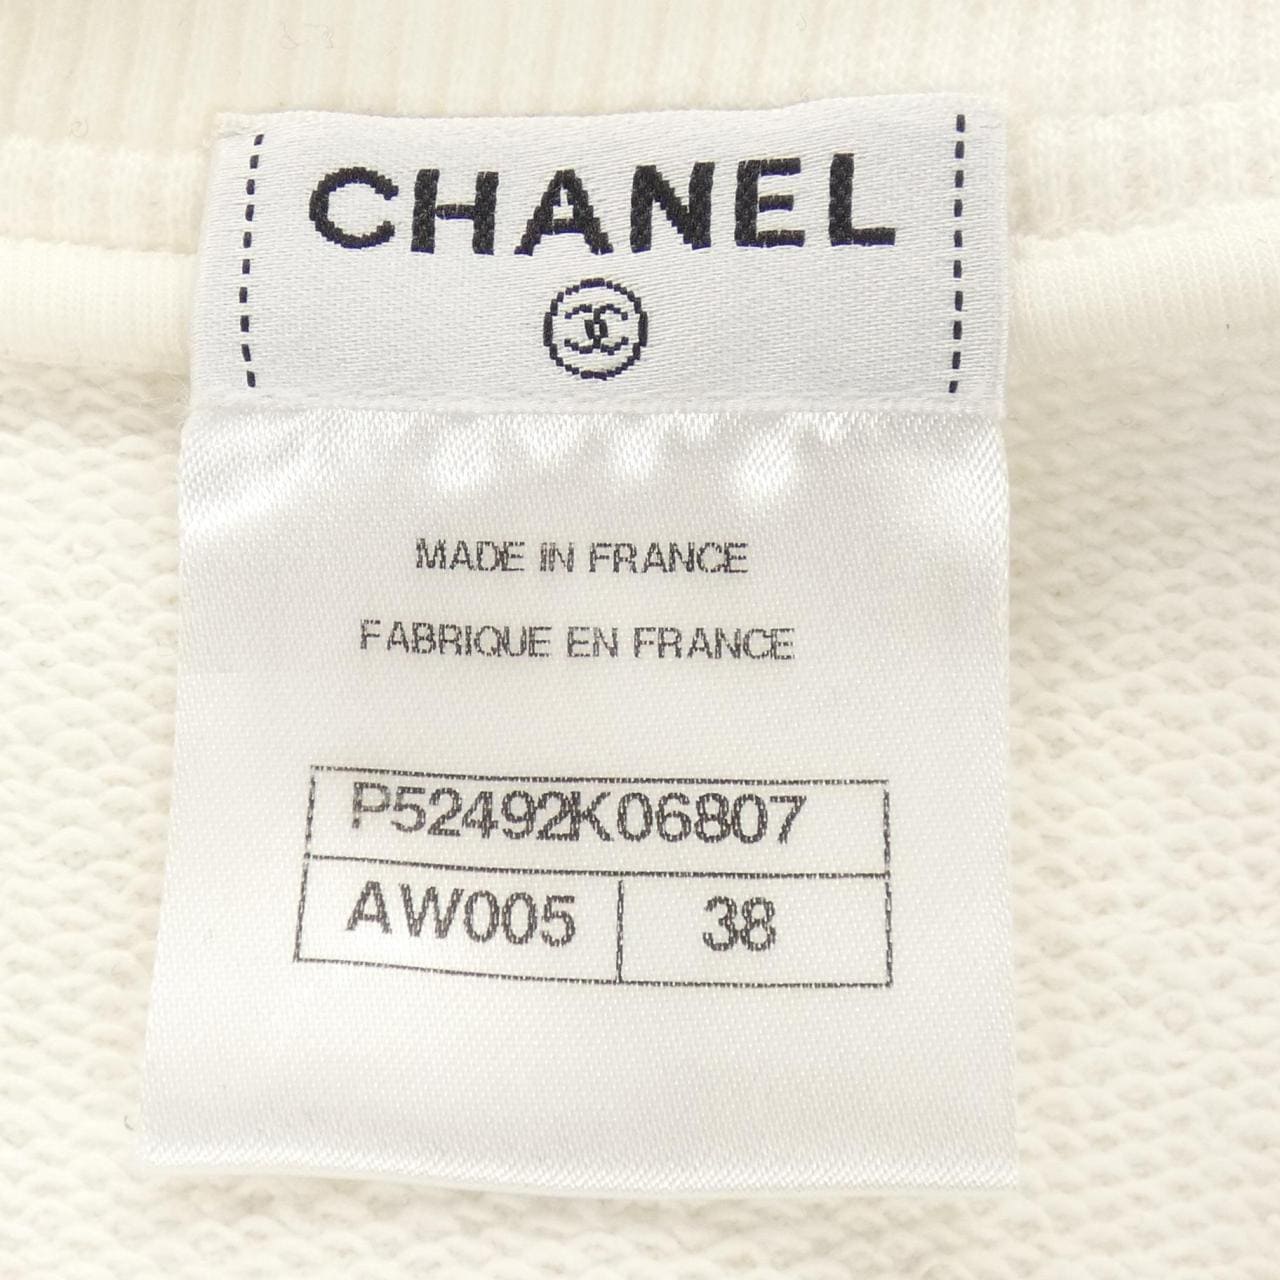 CHANEL
MADE IN FRANCE
FABRIQUE EN FRANCE
P52492K06807
AW005 38